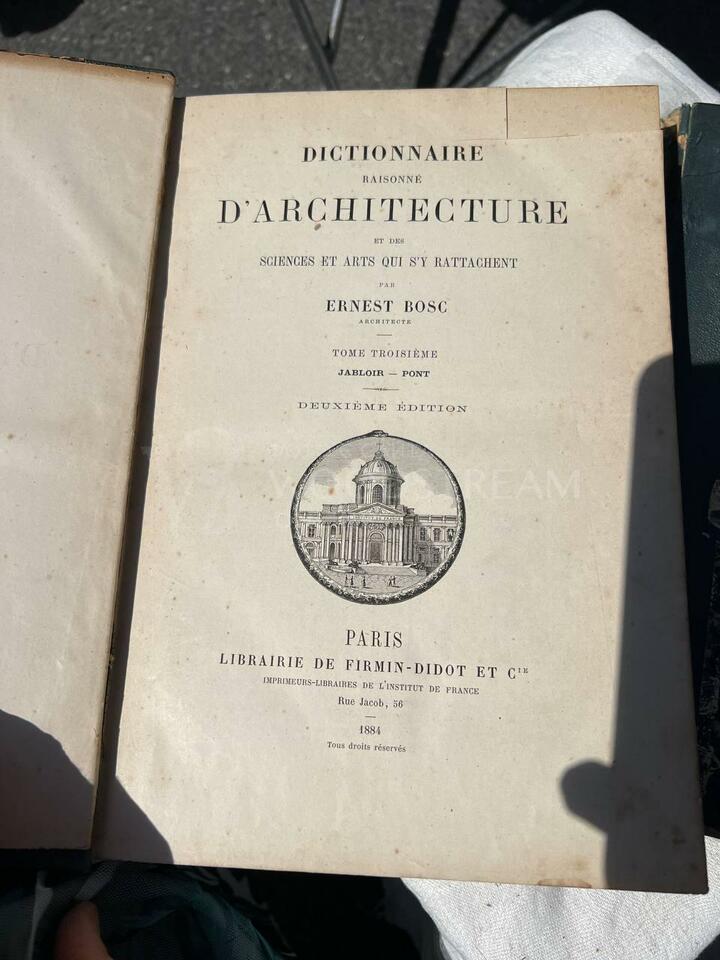 DICTIONNAIRE
RAISONNÉ
D'ARCHITECTURE
ET DES
SCIENCES ET ARTS QUI S'Y RATTACHENT
PAR
ERNEST BOSC
ARCHITECTE
TOME TROISIÈME
JABLOIR — PONT
DEUXIÈME ÉDITION
PARIS
LIBRAIRIE DE FIRMIN-DIDOT ET CIE
IMPRIMEURS-LIBRAIRES DE L'INSTITUT DE FRANCE
Rue Jacob, 56
1884
Tous droits réservés